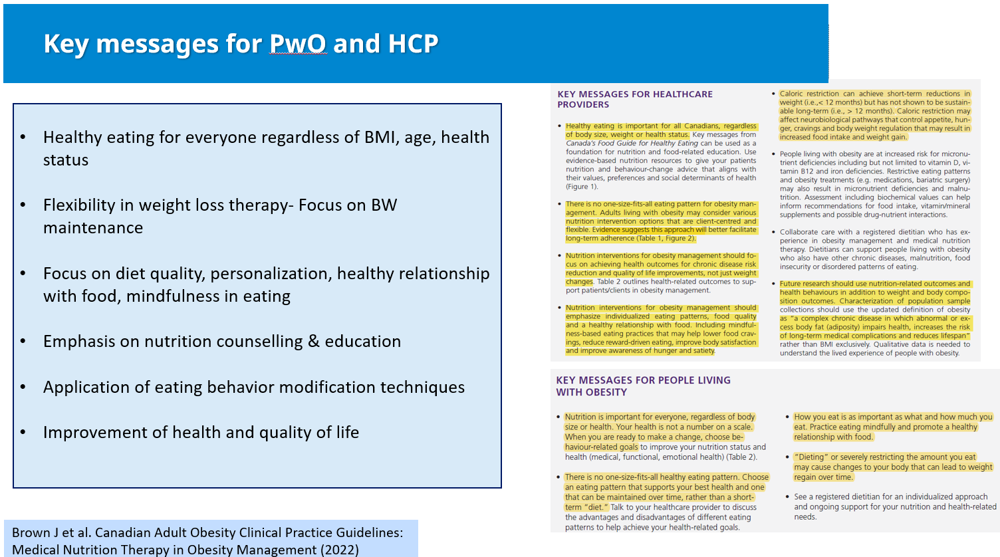 Key messages for PwO and HCP
• Healthy eating for everyone regardless of BMI, age, health
status
• Flexibility in weight loss therapy- Focus on BW
maintenance
• Focus on diet quality, personalization, healthy relationship
with food, mindfulness in eating
• Emphasis on nutrition counselling & education
• Application of eating behavior modification techniques
• Improvement of health and quality of life
Brown J et al. Canadian Adult Obesity Clinical Practice Guidelines:
Medical Nutrition Therapy in Obesity Management (2022)
KEY MESSAGES FOR HEALTHCARE
PROVIDERS
• Healthy eating is important for all Canadians, regardless
of body size, weight or health status. Key messages from
Canada's Food Guide for Healthy Eating can be used as a
foundation for nutrition and food-related education. Use
evidence-based nutrition resources to give your patients
nutrition and behaviour-change advice that aligns with
their values, preferences and social determinants of health
(Figure 1).
• There is no one-size-fits-all eating pattern for obesity man-
agement. Adults living with obesity may consider various
nutrition intervention options that are client-centred and
flexible. Evidence suggests this approach will better facilitate
long-term adherence (Table 1, Figure 2).
• Nutrition interventions for obesity management should fo-
cus on achieving health outcomes for chronic disease risk
reduction and quality of life improvements, not just weight
changes. Table 2 outlines health-related outcomes to sup-
port patients/clients in obesity management.
• Nutrition interventions for obesity management should
emphasize individualized eating patterns, food quality
and a healthy relationship with food. Including mindful-
ness-based eating practices that may help lower food crav-
ings, reduce reward-driven eating, improve body satisfaction
and improve awareness of hunger and satiety.
• Caloric restriction can achieve short-term reductions in
weight (i.e.,< 12 months) but has not shown to be sustain-
able long-term (i.e., > 12 months). Caloric restriction may
affect neurobiological pathways that control appetite, hun-
ger, cravings and body weight regulation that may result in
increased food intake and weight gain.
• People living with obesity are at increased risk for micronu-
trient deficiencies including but not limited to vitamin D, vi-
tamin B12 and iron deficiencies. Restrictive eating patterns
and obesity treatments (e.g. medications, bariatric surgery)
may also result in micronutrient deficiencies and malnu-
trition. Assessment including biochemical values can help
inform recommendations for food intake, vitamin/mineral
supplements and possible drug-nutrient interactions.
• Collaborate care with a registered dietitian who has ex-
perience in obesity management and medical nutrition
therapy. Dietitians can support people living with obesity
who also have other chronic diseases, malnutrition, food
insecurity or disordered patterns of eating.
• Future research should use nutrition-related outcomes and
health behaviours in addition to weight and body compo-
sition outcomes. Characterization of population sample
collections should use the updated definition of obesity
as "a complex chronic disease in which abnormal or ex-
cess body fat (adiposity) impairs health, increases the risk
of long-term medical complications and reduces lifespan"
rather than BMI exclusively. Qualitative data is needed to
understand the lived experience of people with obesity.
KEY MESSAGES FOR PEOPLE LIVING
WITH OBESITY
• Nutrition is important for everyone, regardless of body
size or health. Your health is not a number on a scale.
When you are ready to make a change, choose be-
haviour-related goals to improve your nutrition status and
health (medical, functional, emotional health) (Table 2).
• There is no one-size-fits-all healthy eating pattern. Choose
an eating pattern that supports your best health and one
that can be maintained over time, rather than a short-
term "diet." Talk to your healthcare provider to discuss
the advantages and disadvantages of different eating
patterns to help achieve your health-related goals.
• How you eat is as important as what and how much you
eat. Practice eating mindfully and promote a healthy
relationship with food.
• "Dieting" or severely restricting the amount you eat
may cause changes to your body that can lead to weight
regain over time.
• See a registered dietitian for an individualized approach
and ongoing support for your nutrition and health-related
needs.